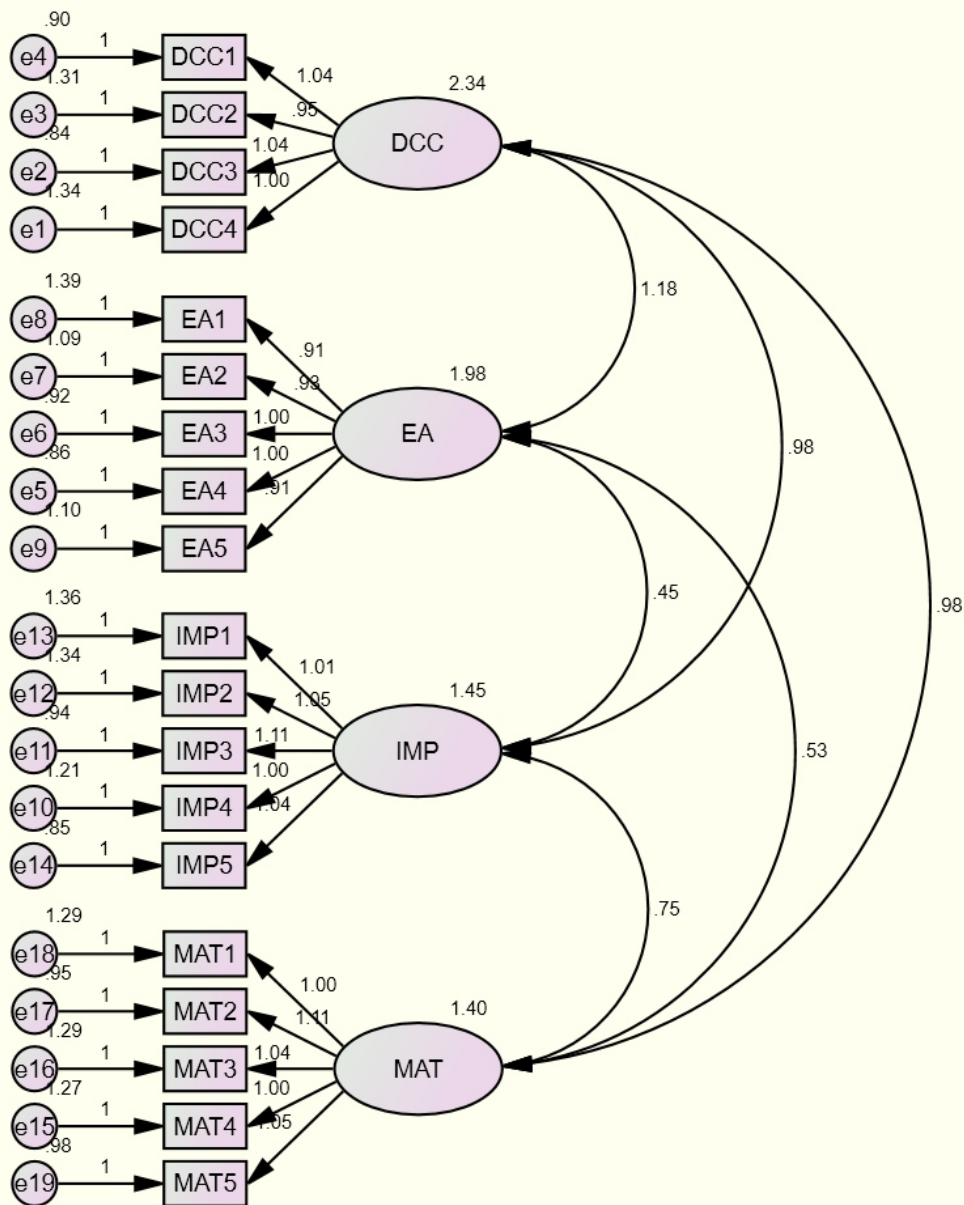 .90
e4 1 DCC1 1.04 2.34
1.31
e3 1 DCC2 .95 DCC
.84
e2 1 DCC3 1.04
1.34
e1 1 DCC4 1.00
1.18
1.39
e8 1 EA1 .91
1.09
e7 1 EA2 .93 1.98
.92
e6 1 EA3 1.00 EA .98
.86
e5 1 EA4 1.00
1.10
e9 1 EA5 .91
.45 .98
1.36
e13 1 IMP1 1.01
1.34
e12 1 IMP2 1.05 1.45
.94
e11 1 IMP3 1.11 IMP .53
1.21
e10 1 IMP4 1.00
.85
e14 1 IMP5 1.04
.75
1.29
e18 1 MAT1 1.00
.95
e17 1 MAT2 1.11 1.40
1.29
e16 1 MAT3 1.04 MAT
1.27
e15 1 MAT4 1.00
.98
e19 1 MAT5 1.05